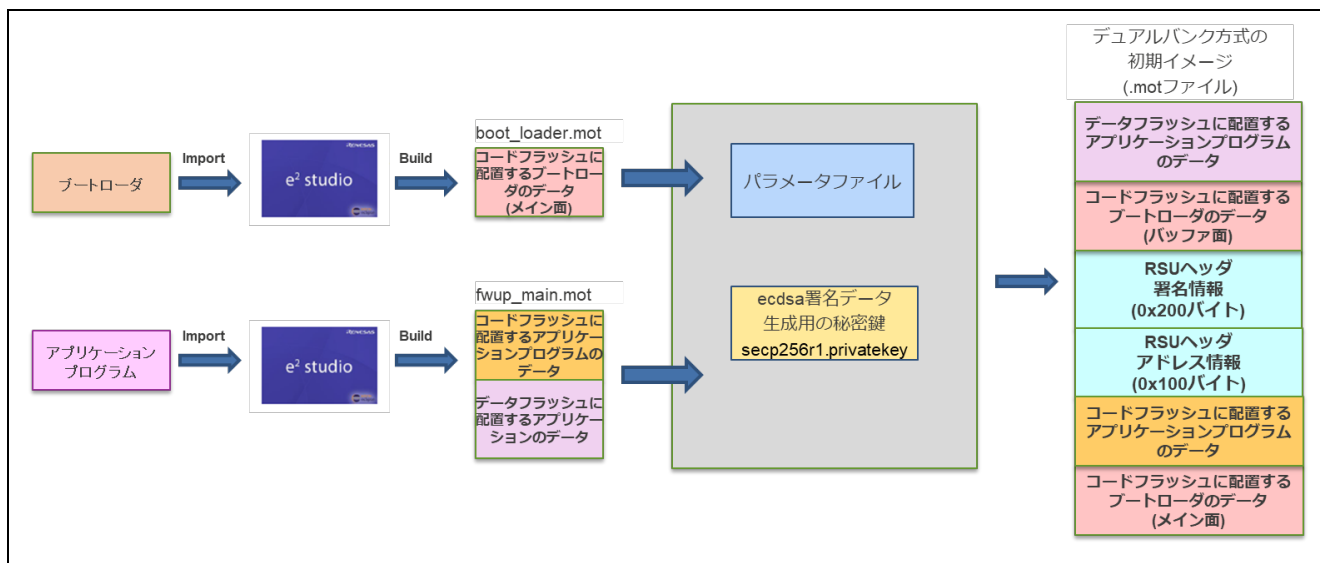 デュアルバンク方式の
初期イメージ
(.motファイル)
ブートローダ
Import
RENESAS
e² studio
Build
boot_loader.mot
コードフラッシュに
配置するブートロー
ダのデータ
(メイン面)
アプリケーション
プログラム
Import
RENESAS
e² studio
Build
fwup_main.mot
コードフラッシュに
配置するアプリケー
ションプログラムの
データ
データフラッシュに
配置するアプリケー
ションのデータ
パラメータファイル
ecdsa署名データ
生成用の秘密鍵
secp256r1.privatekey
データフラッシュに配置する
アプリケーションプログラム
のデータ
コードフラッシュに配置する
ブートローダのデータ
(バッファ面)
RSUヘッダ
署名情報
(0x200バイト)
RSUヘッダ
アドレス情報
(0x100バイト)
コードフラッシュに配置する
アプリケーションプログラム
のデータ
コードフラッシュに配置する
ブートローダのデータ
(メイン面)